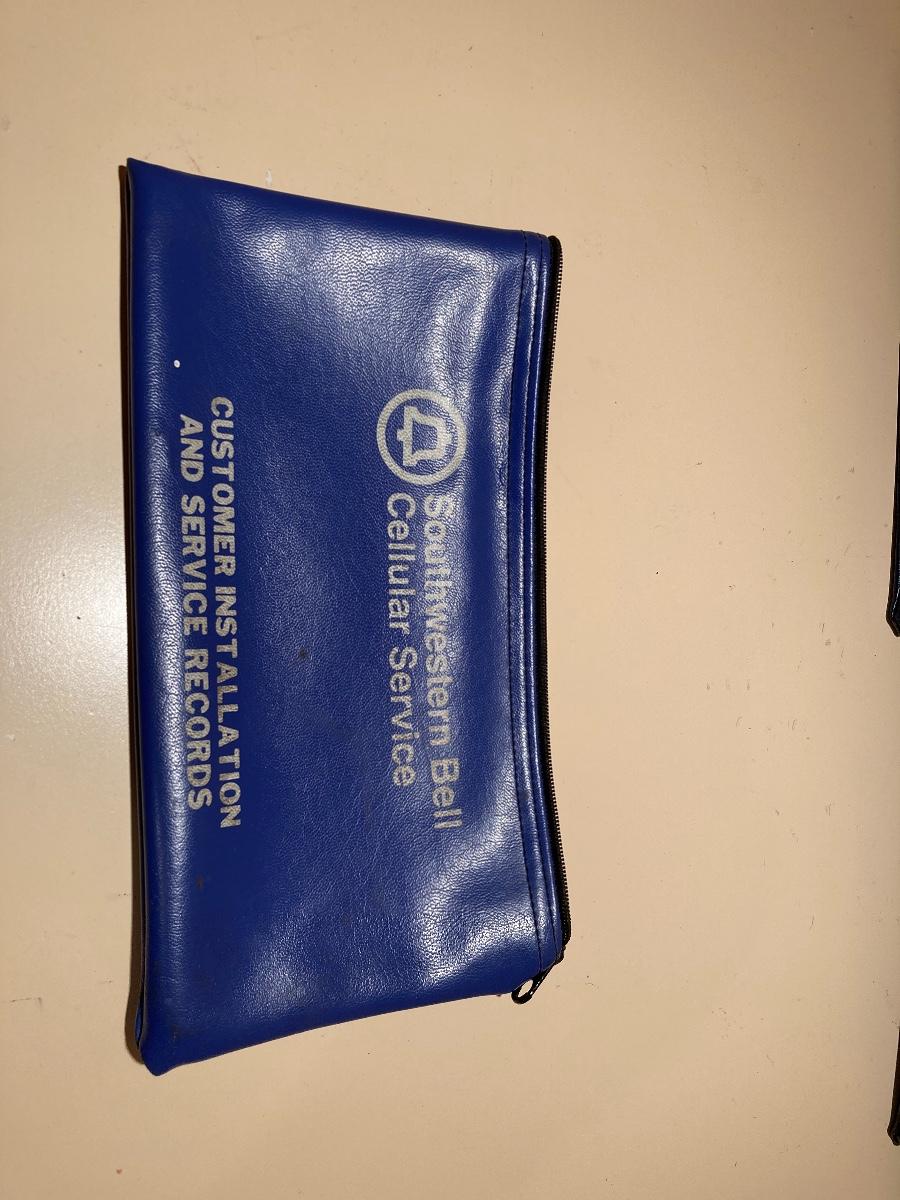 Southwestern Bell
Cellular Service
CUSTOMER INSTALLATION
AND SERVICE RECORDS